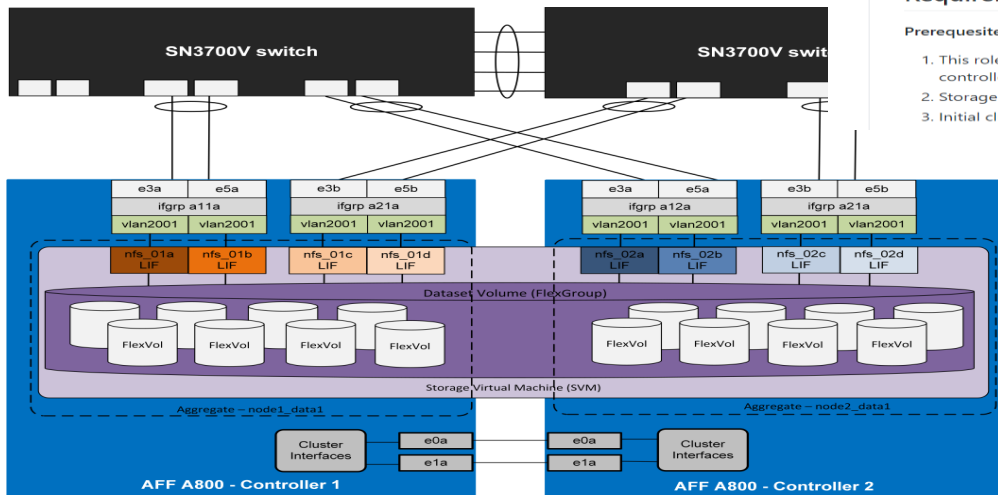 Prerequesite
1. This role
controll
2. Storage
3. Initial cl
SN3700V switch
SN3700V swit
e3a e5a e3b e5b
ifgrp a11a ifgrp a21a
vlan2001 vlan2001 vlan2001 vlan2001
nfs_01a LIF
nfs_01b LIF
nfs_01c LIF
nfs_01d LIF
e3a e5a e3b e5b
ifgrp a12a ifgrp a21a
vlan2001 vlan2001 vlan2001 vlan2001
nfs_02a LIF
nfs_02b LIF
nfs_02c LIF
nfs_02d LIF
Dataset Volume (FlexGroup)
FlexVol FlexVol FlexVol FlexVol
FlexVol FlexVol FlexVol FlexVol
Storage Virtual Machine (SVM)
Aggregate – node1_data1
Aggregate – node2_data1
Cluster
Interfaces
e0a
e1a
e0a
e1a
Cluster
Interfaces
AFF A800 - Controller 1
AFF A800 - Controller 2